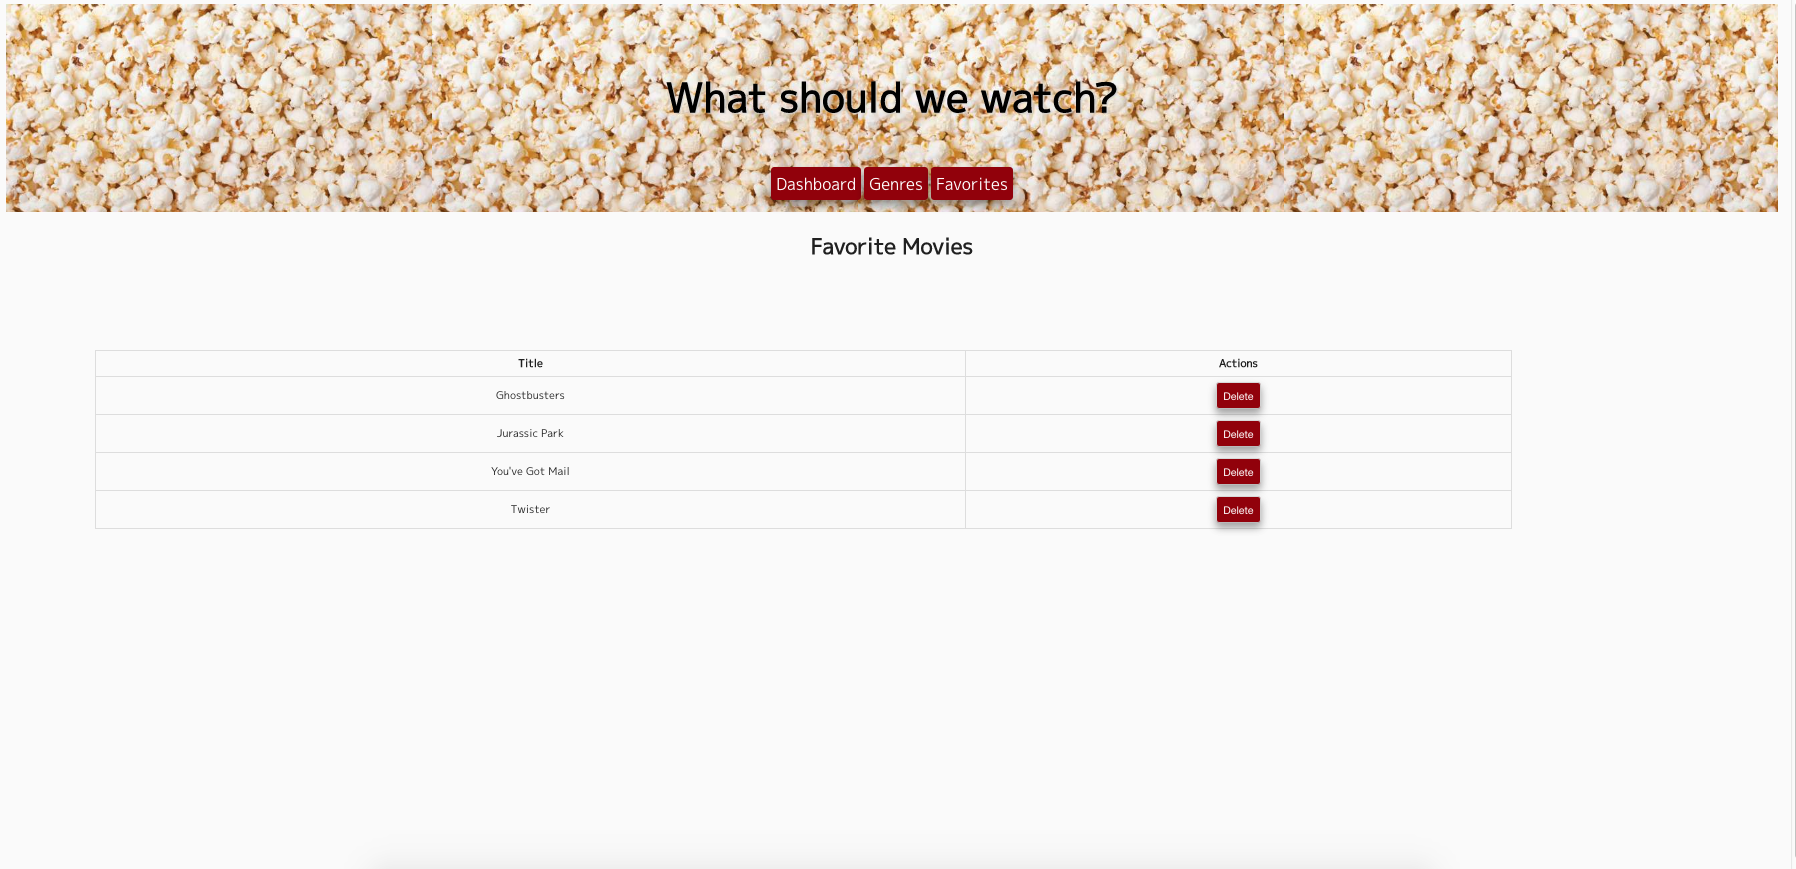 What should we watch?
Dashboard Genres Favorites
Favorite Movies
Title Actions
Ghostbusters Delete
Jurassic Park Delete
You've Got Mail Delete
Twister Delete